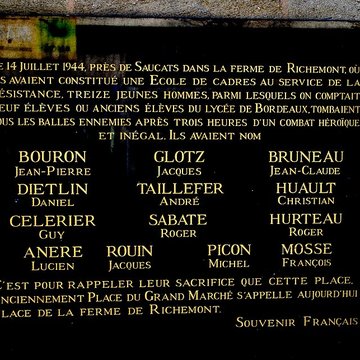 E 14 JUILLET 1944, PRÈS DE SAUCATS DANS LA FERME DE RICHEMONT, OÙ
S AVAIENT CONSTITUÉ UNE ECOLE DE CADRES AU SERVICE DE LA
ÉSISTANCE, TREIZE JEUNES HOMMES, PARMI LESQUELS ON COMPTAIT
EUF ÉLÈVES OU ANCIENS ÉLÈVES DU LYCÉE DE BORDEAUX, TOMBAIENT
OUS LES BALLES ENNEMIES APRÈS TROIS HEURES D'UN COMBAT HÉROÏQUE
ET INÉGAL. ILS AVAIENT NOM
BOURON GLOTZ BRUNEAU
JEAN-PIERRE JACQUES JEAN-CLAUDE
DIETLIN TAILLEFER HUAULT
DANIEL ANDRÉ CHRISTIAN
CELERIER SABATE HURTEAU
GUY ROGER ROGER
ANERE ROUIN PICON MOSSE
LUCIEN JACQUES MICHEL FRANÇOIS
C'EST POUR RAPPELER LEUR SACRIFICE QUE CETTE PLACE,
NCIENNEMENT PLACE DU GRAND MARCHÉ S'APPELLE AUJOURD'HUI
LACE DE LA FERME DE RICHEMONT.
SOUVENIR FRANÇAIS